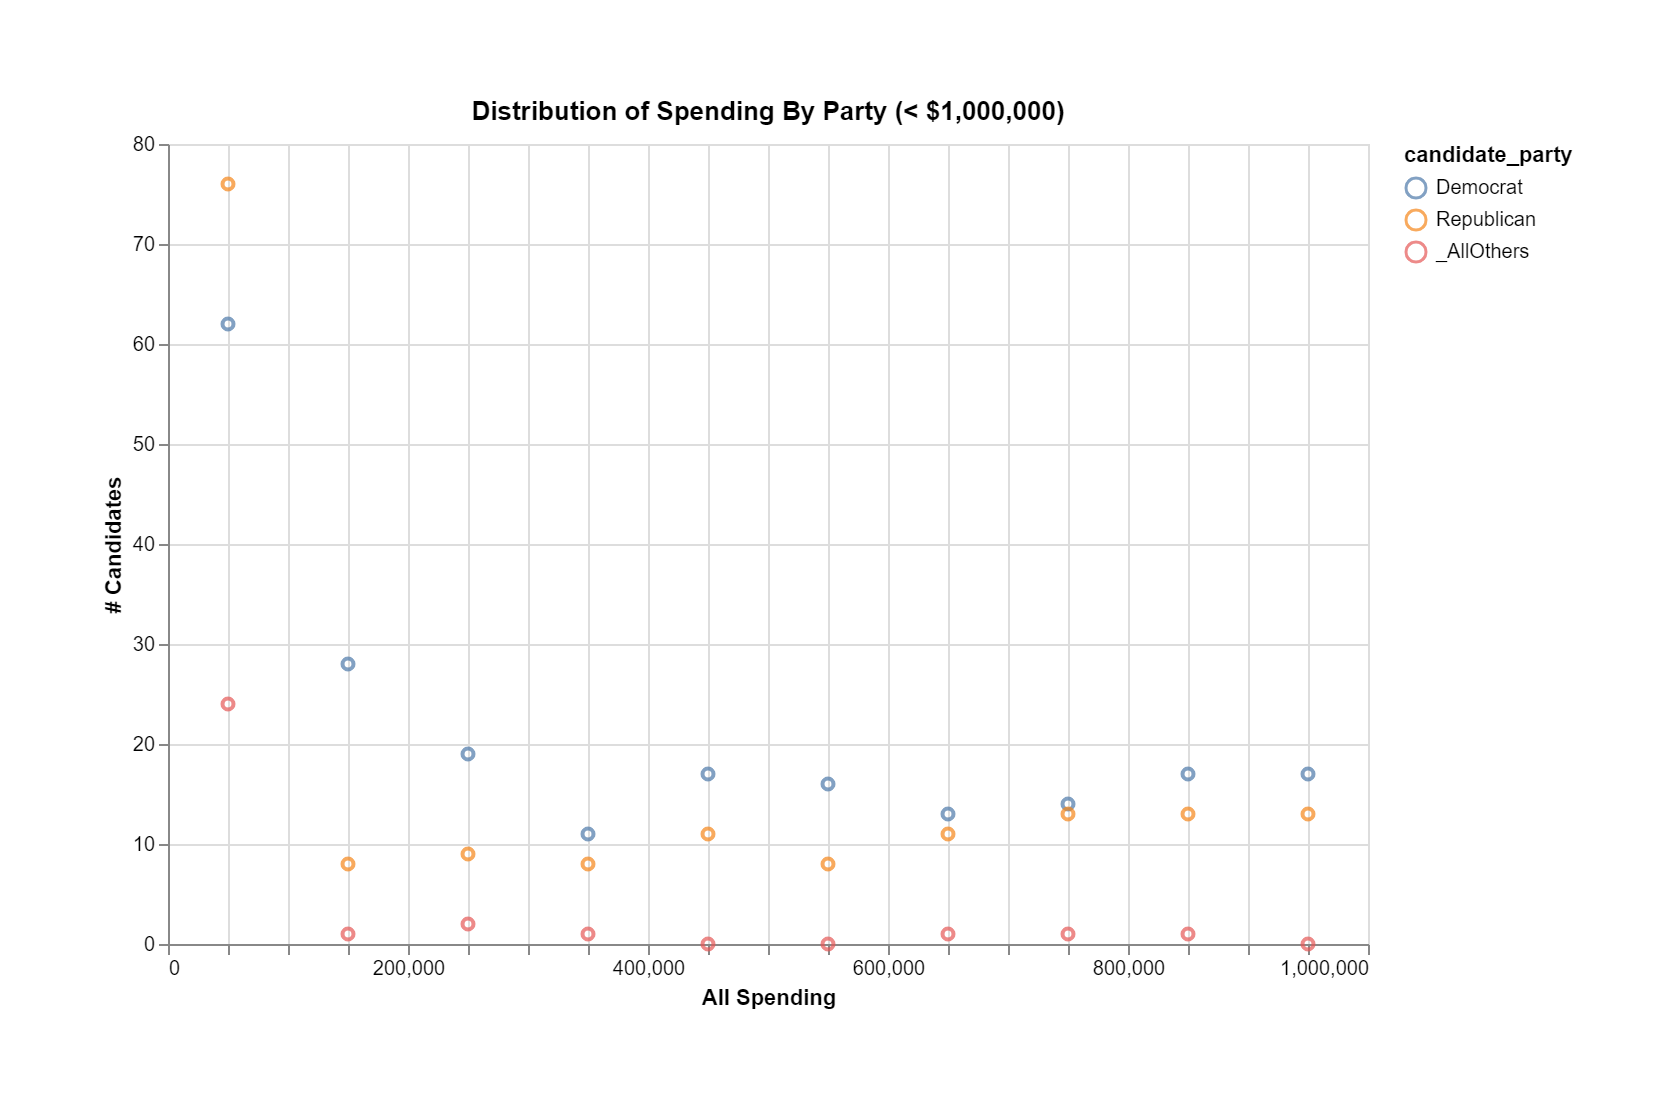 Distribution of Spending By Party (< $1,000,000)
80
70
60
50
40
30
20
10
0
# Candidates
0 200,000 400,000 600,000 800,000 1,000,000
All Spending
candidate_party
Democrat
Republican
_AllOthers